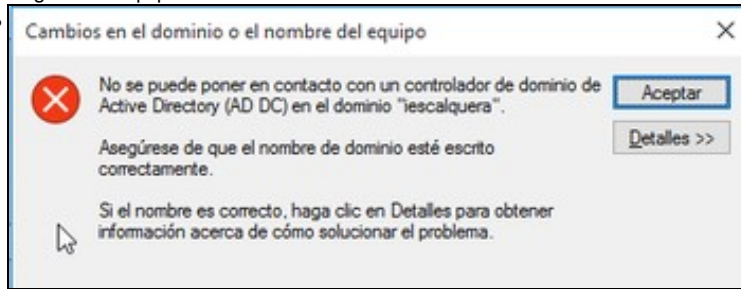 Cambios en el dominio o el nombre del equipo
No se puede poner en contacto con un controlador de dominio de
Active Directory (AD DC) en el dominio "iescalquera".
Asegúrese de que el nombre de dominio esté escrito
correctamente.
Si el nombre es correcto, haga clic en Detalles para obtener
información acerca de cómo solucionar el problema.
Aceptar
Detalles >>